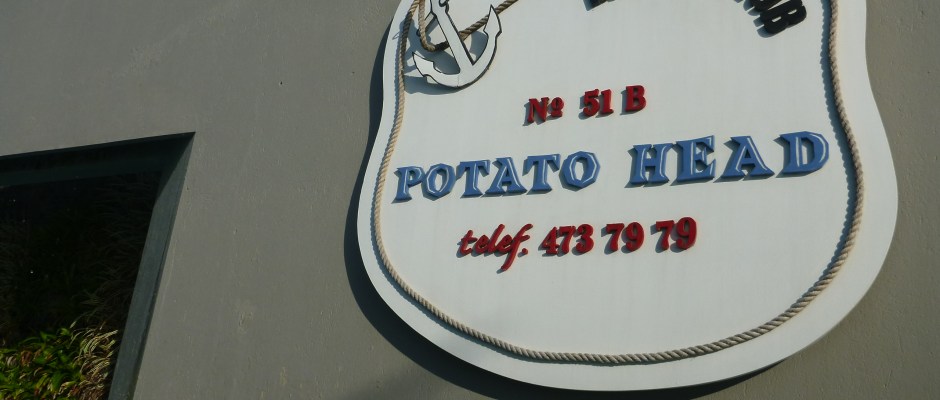 Nº 51 B
POTATO HEAD
telef. 473 79 79